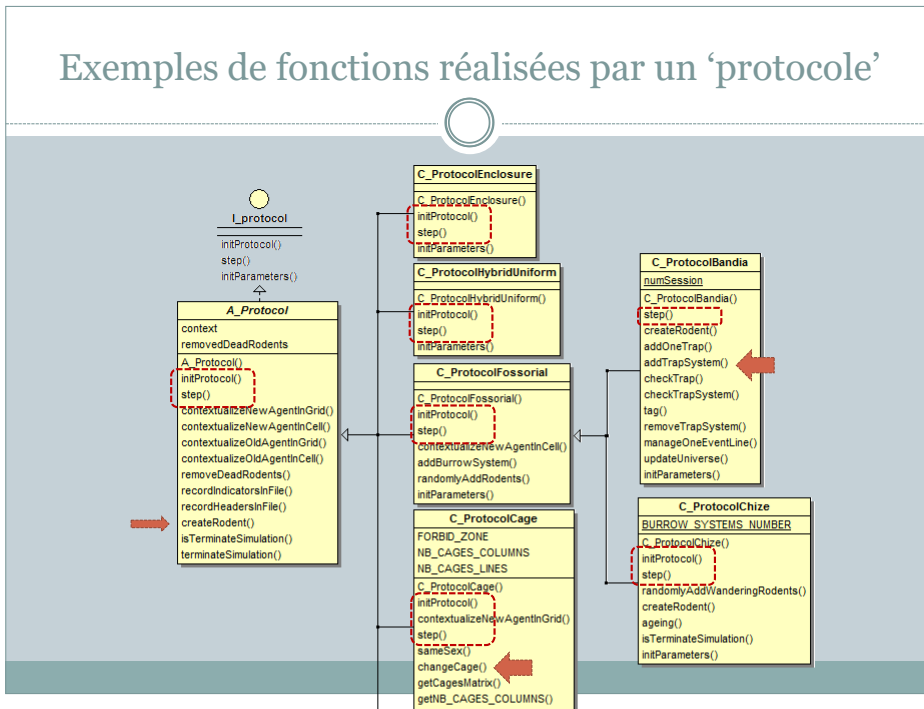 Exemples de fonctions réalisées par un ‘protocole’
I_protocol
initProtocol()
step()
initParameters()
A_Protocol
context
removedDeadRodents
A_Protocol()
initProtocol()
step()
contextualizeNewAgentInGrid()
contextualizeNewAgentInCell()
contextualizeOldAgentInGrid()
contextualizeOldAgentInCell()
removeDeadRodents()
recordIndicatorsInFile()
recordHeadersInFile()
createRodent()
isTerminateSimulation()
terminateSimulation()
C_ProtocolEnclosure
C_ProtocolEnclosure()
initProtocol()
step()
initParameters()
C_ProtocolHybridUniform
C_ProtocolHybridUniform()
initProtocol()
step()
initParameters()
C_ProtocolFossorial
C_ProtocolFossorial()
initProtocol()
step()
contextualizeNewAgentInCell()
addBurrowSystem()
randomlyAddRodents()
initParameters()
C_ProtocolCage
FORBID_ZONE
NB_CAGES_COLUMNS
NB_CAGES_LINES
C_ProtocolCage()
initProtocol()
contextualizeNewAgentInGrid()
step()
sameSex()
changeCage()
getCagesMatrix()
getNB_CAGES_COLUMNS()
C_ProtocolBandia
numSession
C_ProtocolBandia()
step()
createRodent()
addOneTrap()
addTrapSystem()
checkTrap()
checkTrapSystem()
tag()
removeTrapSystem()
manageOneEventLine()
updateUniverse()
initParameters()
C_ProtocolChize
BURROW_SYSTEMS_NUMBER
C_ProtocolChize()
initProtocol()
step()
randomlyAddWanderingRodents()
createRodent()
ageing()
isTerminateSimulation()
initParameters()